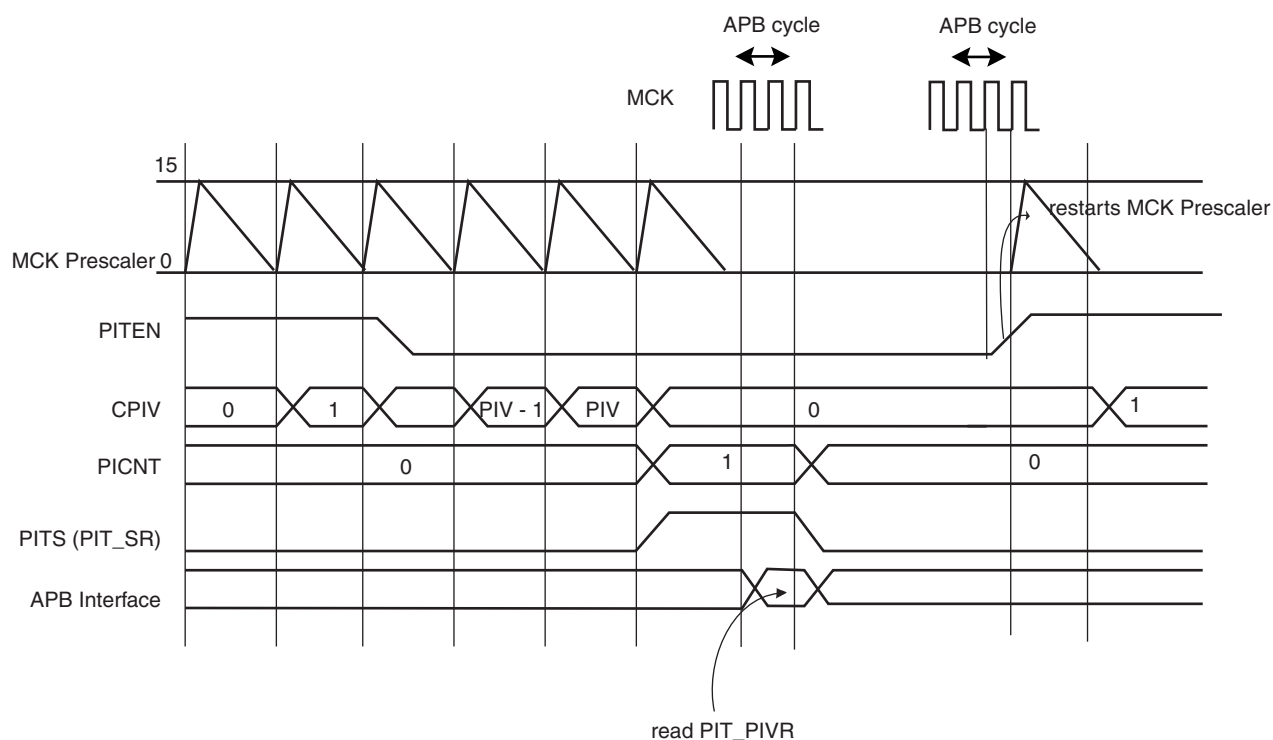 APB cycle
APB cycle
MCK
15
restarts MCK Prescaler
MCK Prescaler 0
PITEN
CPIV 0 1 PIV - 1 PIV 0 1
PICNT 0 1 0
PITS (PIT_SR)
APB Interface
read PIT_PIVR